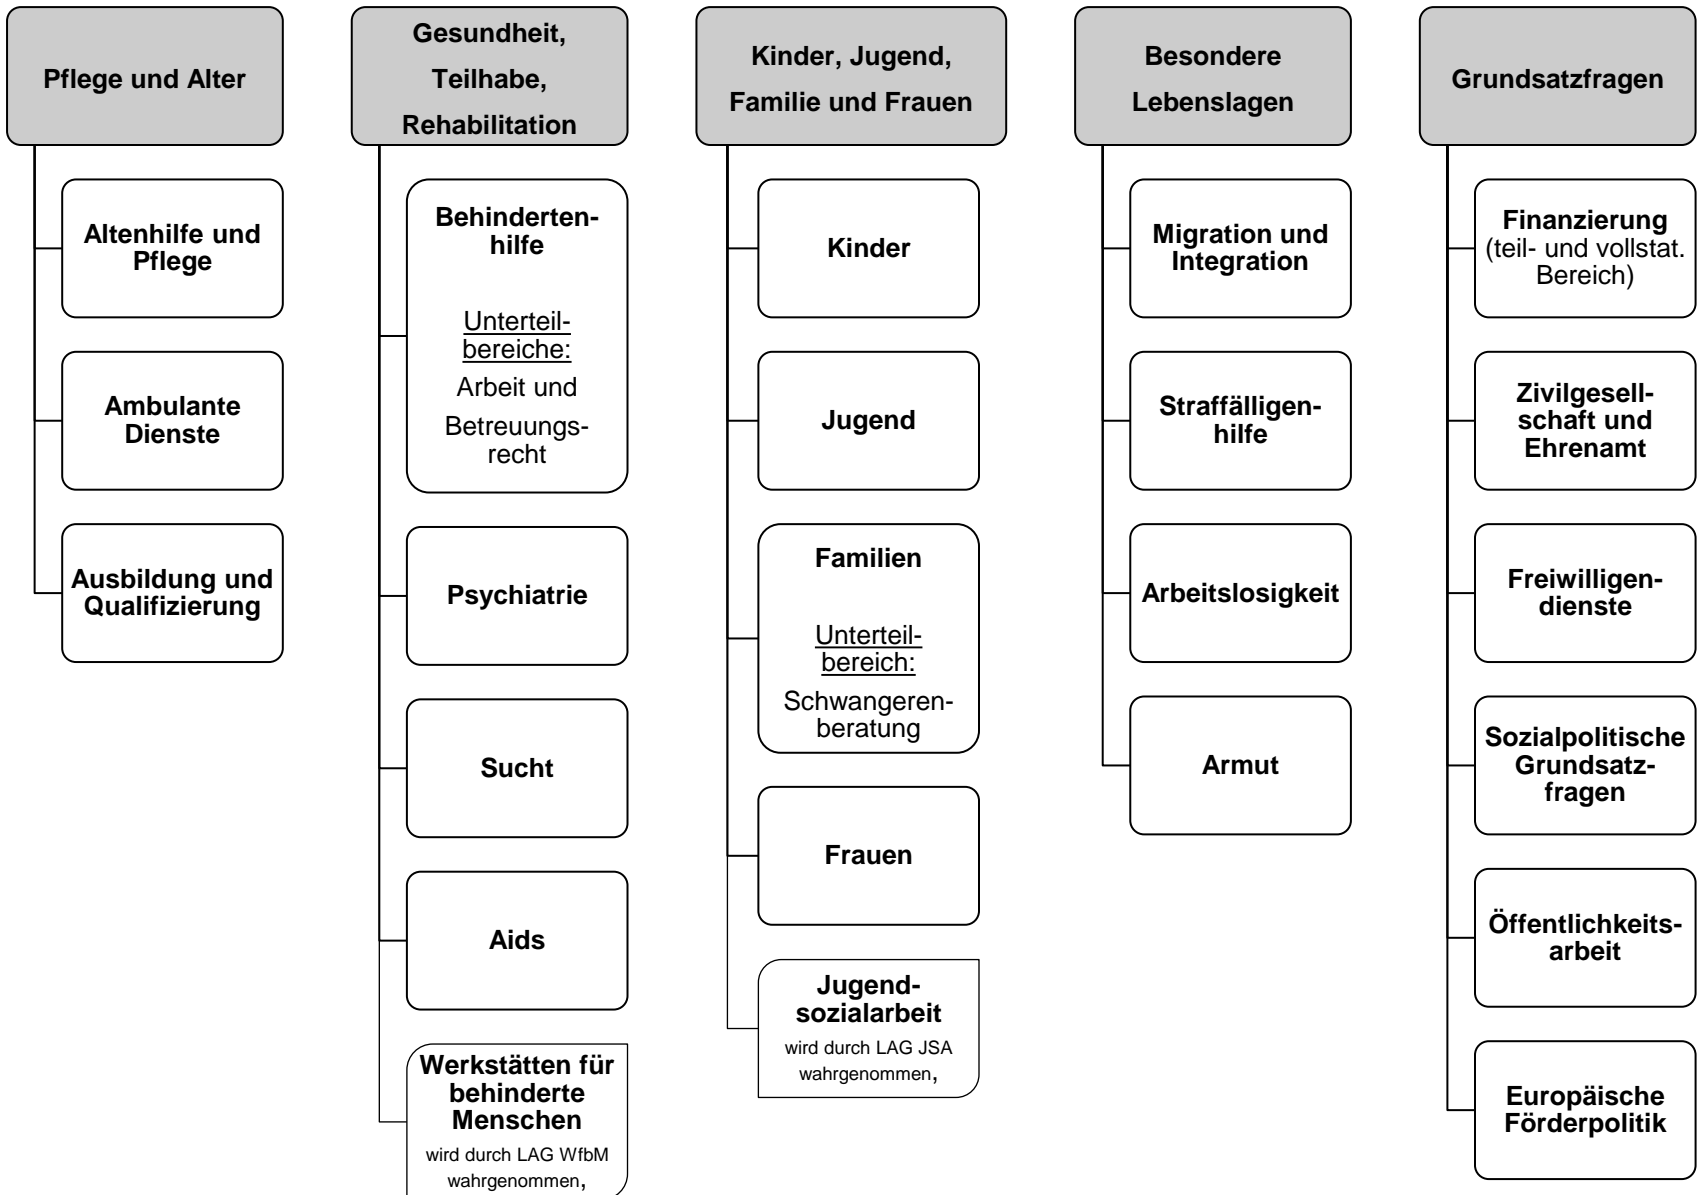 Pflege und Alter
Altenhilfe und
Pflege
Ambulante
Dienste
Ausbildung und
Qualifizierung
Gesundheit,
Teilhabe,
Rehabilitation
Behinderten-
hilfe
Unterteil-
bereiche:
Arbeit und
Betreuungs-
recht
Psychiatrie
Sucht
Aids
Werkstätten für
behinderte
Menschen
wird durch LAG WfbM
wahrgenommen,
Kinder, Jugend,
Familie und Frauen
Kinder
Jugend
Familien
Unterteil-
bereich:
Schwangeren-
beratung
Frauen
Jugend-
sozialarbeit
wird durch LAG JSA
wahrgenommen,
Besondere
Lebenslagen
Migration und
Integration
Straffälligen-
hilfe
Arbeitslosigkeit
Armut
Grundsatzfragen
Finanzierung
(teil- und vollstat.
Bereich)
Zivilgesell-
schaft und
Ehrenamt
Freiwilligen-
dienste
Sozialpolitische
Grundsatz-
fragen
Öffentlichkeits-
arbeit
Europäische
Förderpolitik